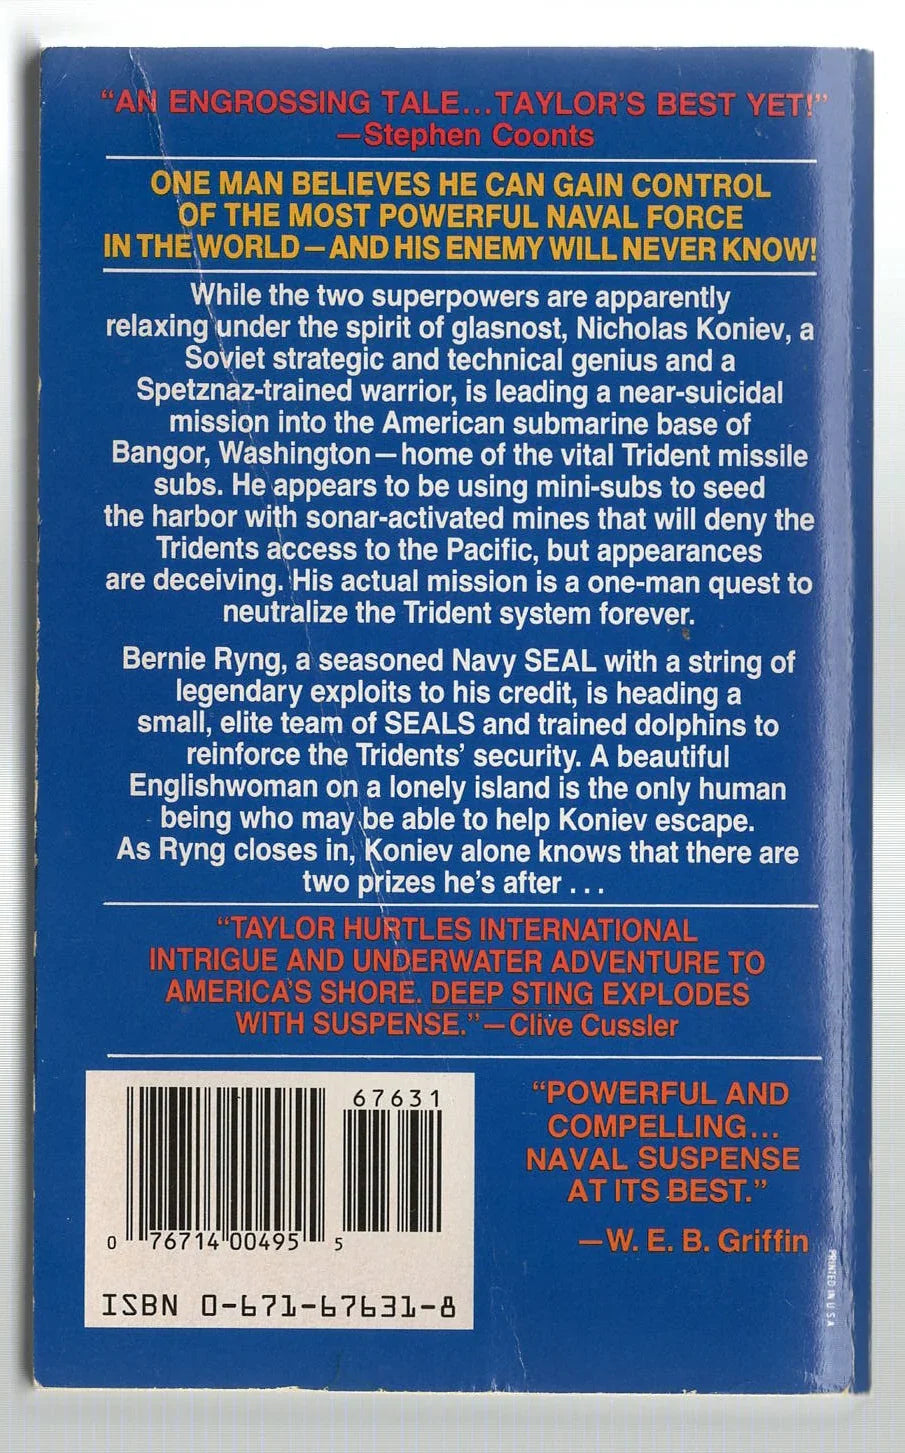 “AN ENGROSSING TALE...TAYLOR’S BEST YET!”
—Stephen Coonts
ONE MAN BELIEVES HE CAN GAIN CONTROL
OF THE MOST POWERFUL NAVAL FORCE
IN THE WORLD—AND HIS ENEMY WILL NEVER KNOW!
While the two superpowers are apparently
relaxing under the spirit of glasnost, Nicholas Koniev, a
Soviet strategic and technical genius and a
Spetznaz-trained warrior, is leading a near-suicidal
mission into the American submarine base of
Bangor, Washington—home of the vital Trident missile
subs. He appears to be using mini-subs to seed
the harbor with sonar-activated mines that will deny the
Tridents access to the Pacific, but appearances
are deceiving. His actual mission is a one-man quest to
neutralize the Trident system forever.
Bernie Ryng, a seasoned Navy SEAL with a string of
legendary exploits to his credit, is heading a
small, elite team of SEALS and trained dolphins to
reinforce the Tridents’ security. A beautiful
Englishwoman on a lonely island is the only human
being who may be able to help Koniev escape.
As Ryng closes in, Koniev alone knows that there are
two prizes he’s after . . .
“TAYLOR HURTLES INTERNATIONAL
INTRIGUE AND UNDERWATER ADVENTURE TO
AMERICA’S SHORE. DEEP STING EXPLODES
WITH SUSPENSE.”—Clive Cussler
67631
0 76714 00495 5
ISBN 0-671-67631-8
“POWERFUL AND
COMPELLING...
NAVAL SUSPENSE
AT ITS BEST.”
—W. E. B. Griffin
PRINTED IN U S A